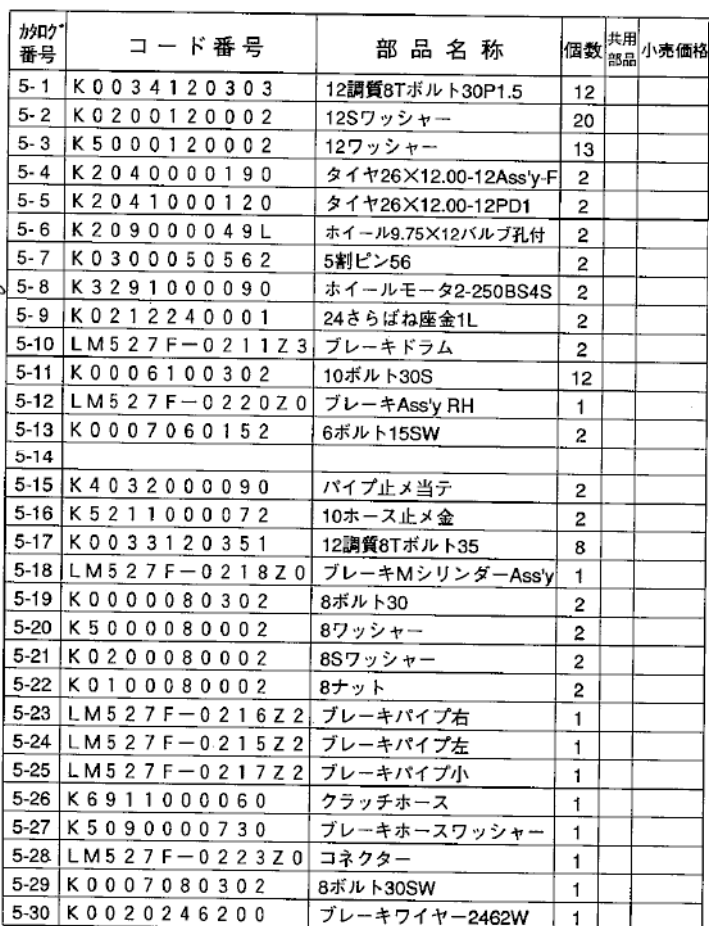 カタログ番号 コード番号 部品名称 個数 共用部品 小売価格
5-1 K0034120303 12調質8Tボルト30P1.5 12
5-2 K0200120002 12Sワッシャー 20
5-3 K5000120002 12ワッシャー 13
5-4 K2040000190 タイヤ26×12.00-12Ass'y-F 2
5-5 K2041000120 タイヤ26×12.00-12PD1 2
5-6 K209000049L ホイール9.75×12バルブ孔付 2
5-7 K0300050562 5割ピン56 2
5-8 K3291000090 ホイールモータ2-250BS4S 2
5-9 K0212240001 24さらばね座金1L 2
5-10 LM527F-0211Z3 ブレーキドラム 2
5-11 K0006100302 10ボルト30S 12
5-12 LM527F-0220Z0 ブレーキAss'y RH 1
5-13 K0007060152 6ボルト15SW 2
5-14
5-15 K4032000090 パイプ止メ当テ 2
5-16 K5211000072 10ホース止メ金 2
5-17 K0033120351 12調質8Tボルト35 8
5-18 LM527F-0218Z0 ブレーキMシリンダーAss'y 1
5-19 K0000080302 8ボルト30 2
5-20 K5000080002 8ワッシャー 2
5-21 K0200080002 8Sワッシャー 2
5-22 K0100080002 8ナット 2
5-23 LM527F-0216Z2 ブレーキパイプ右 1
5-24 LM527F-0215Z2 ブレーキパイプ左 1
5-25 LM527F-0217Z2 ブレーキパイプ小 1
5-26 K6911000060 クラッチホース 1
5-27 K5090000730 ブレーキホースワッシャー 1
5-28 LM527F-0223Z0 コネクター 1
5-29 K0007080302 8ボルト30SW 1
5-30 K0020246200 ブレーキワイヤー2462W 1